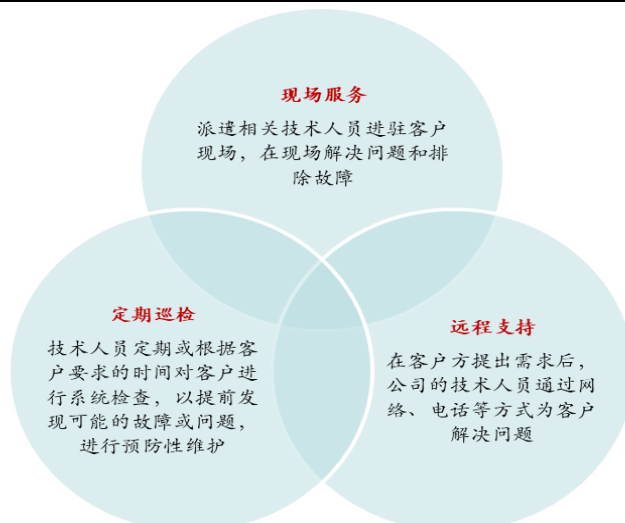 现场服务
派遣相关技术人员进驻客户
现场，在现场解决问题和排
除故障
定期巡检
技术人员定期或根据客
户要求的时间对客户进
行系统检查，以提前发
现可能的故障或问题，
进行预防性维护
远程支持
在客户方提出需求后，
公司的技术人员通过网
络、电话等方式为客户
解决问题